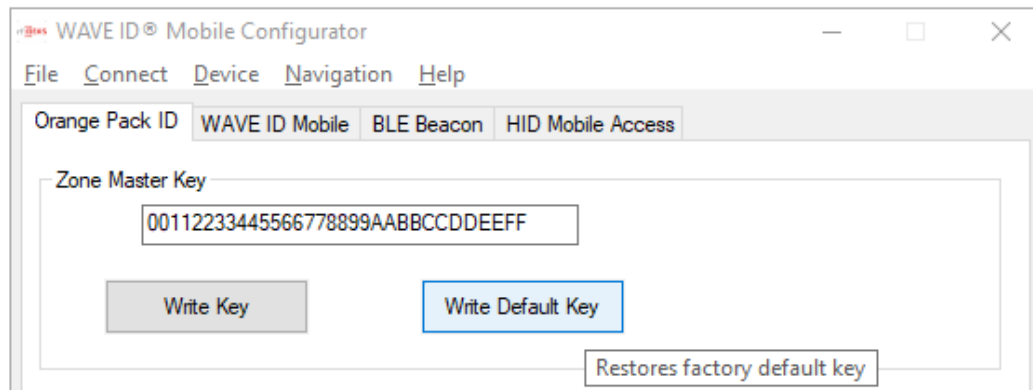 WAVE ID® Mobile Configurator
File Connect Device Navigation Help
Orange Pack ID WAVE ID Mobile BLE Beacon HID Mobile Access
Zone Master Key
00112233445566778899AABBCCDDEEFF
Write Key Write Default Key
Restores factory default key